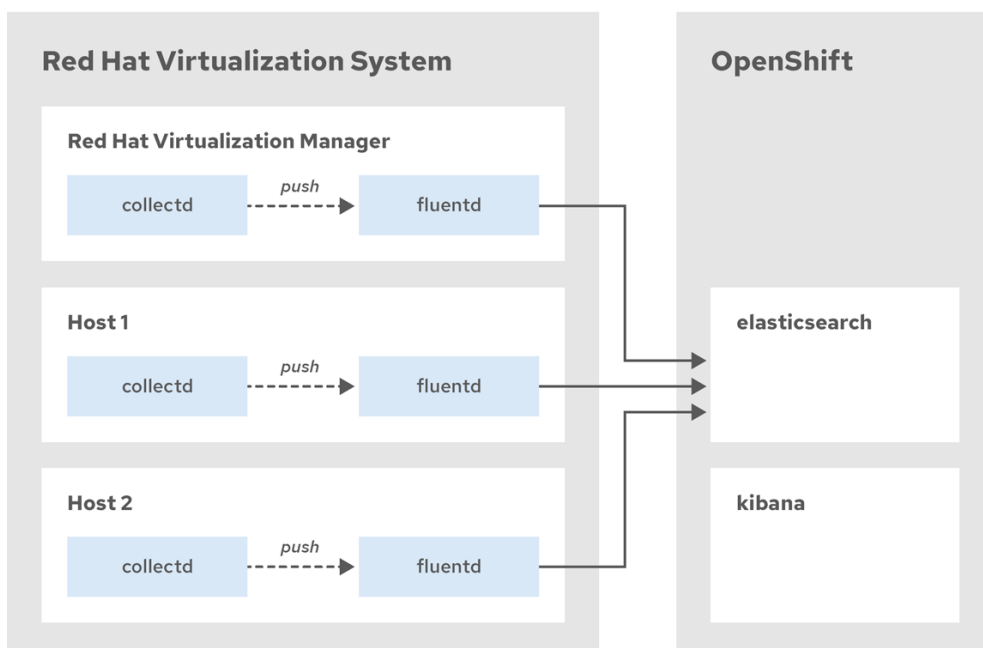 Red Hat Virtualization System
Red Hat Virtualization Manager
collectd
push
fluentd
Host 1
collectd
push
fluentd
Host 2
collectd
push
fluentd
OpenShift
elasticsearch
kibana